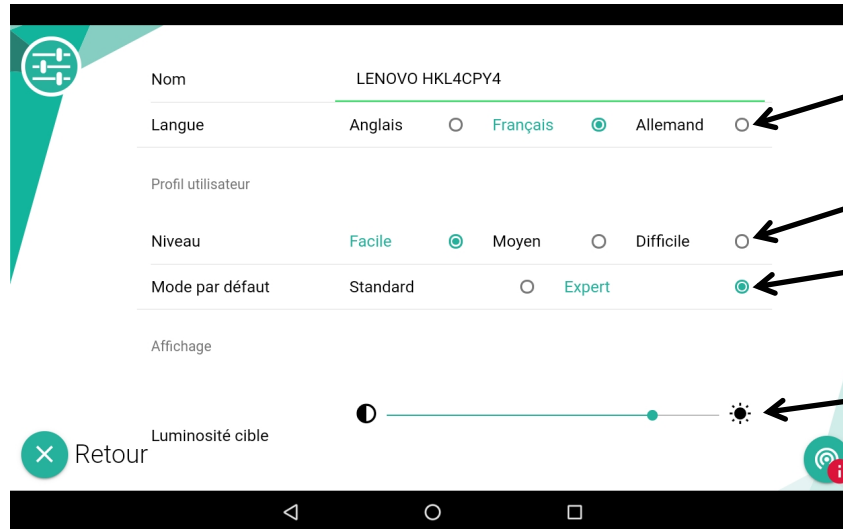 Nom LENOVO HKL4CPY4
Langue Anglais Français Allemand
Profil utilisateur
Niveau Facile Moyen Difficile
Mode par défaut Standard Expert
Affichage
Luminosité cible
Retour
i